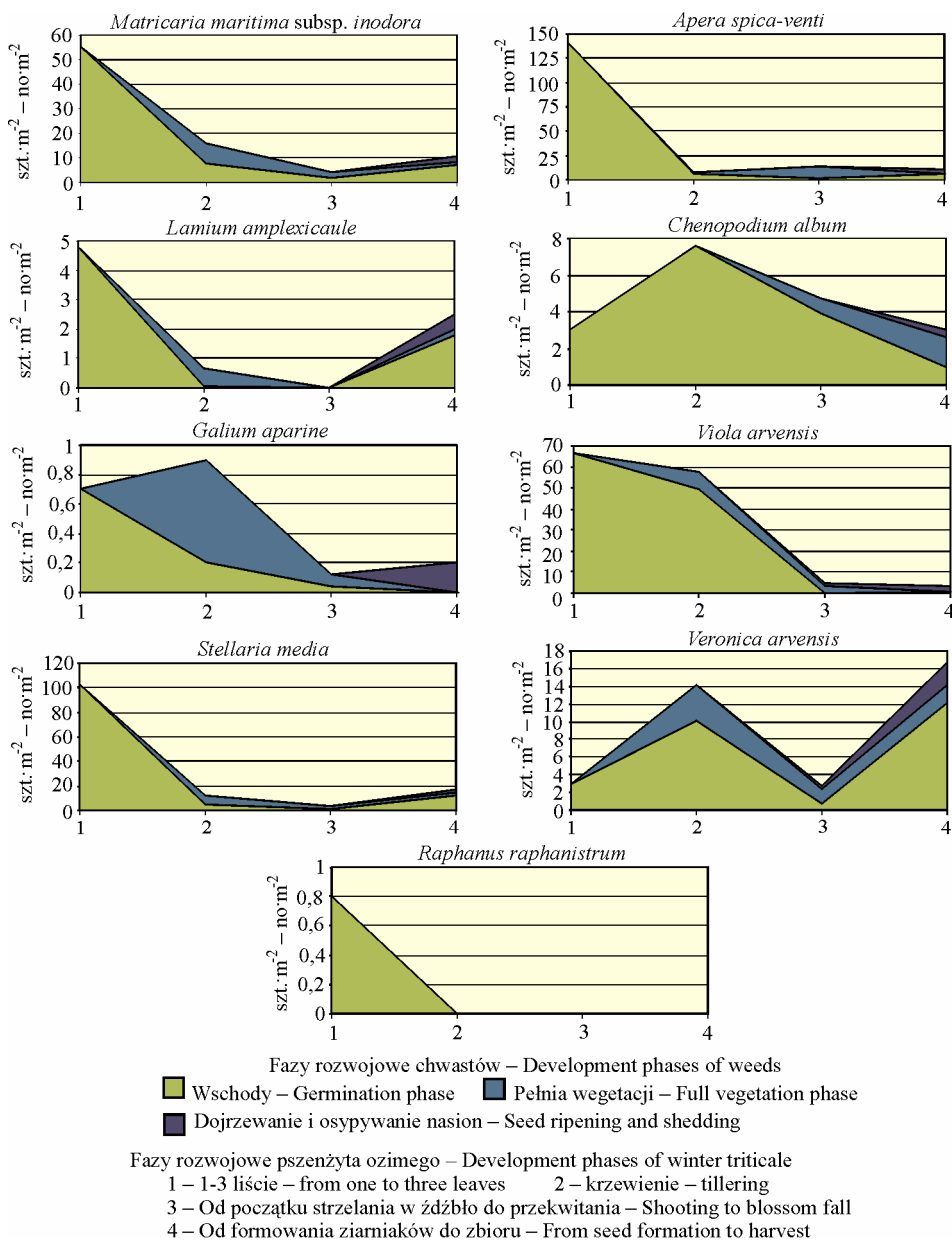 Matricaria maritima subsp. inodora
szt.·m-2 – no·m-2
60
50
40
30
20
10
0
1 2 3 4
Apera spica-venti
szt.·m-2 – no·m-2
150
125
100
75
50
25
0
1 2 3 4
Lamium amplexicaule
szt.·m-2 – no·m-2
5
4
3
2
1
0
1 2 3 4
Chenopodium album
szt.·m-2 – no·m-2
8
6
4
2
0
1 2 3 4
Galium aparine
szt.·m-2 – no·m-2
1
0,8
0,6
0,4
0,2
0
1 2 3 4
Viola arvensis
szt.·m-2 – no·m-2
70
60
50
40
30
20
10
0
1 2 3 4
Stellaria media
szt.·m-2 – no·m-2
120
100
80
60
40
20
0
1 2 3 4
Veronica arvensis
szt.·m-2 – no·m-2
18
16
14
12
10
8
6
4
2
0
1 2 3 4
Raphanus raphanistrum
szt.·m-2 – no·m-2
1
0,8
0,6
0,4
0,2
0
1 2 3 4
Fazy rozwojowe chwastów – Development phases of weeds
Wschody – Germination phase Pełnia wegetacji – Full vegetation phase
Dojrzewanie i osypywanie nasion – Seed ripening and shedding
Fazy rozwojowe pszenżyta ozimego – Development phases of winter triticale
1 – 1-3 liście – from one to three leaves 2 – krzewienie – tillering
3 – Od początku strzelania w źdźbło do przekwitania – Shooting to blossom fall
4 – Od formowania ziarniaków do zbioru – From seed formation to harvest